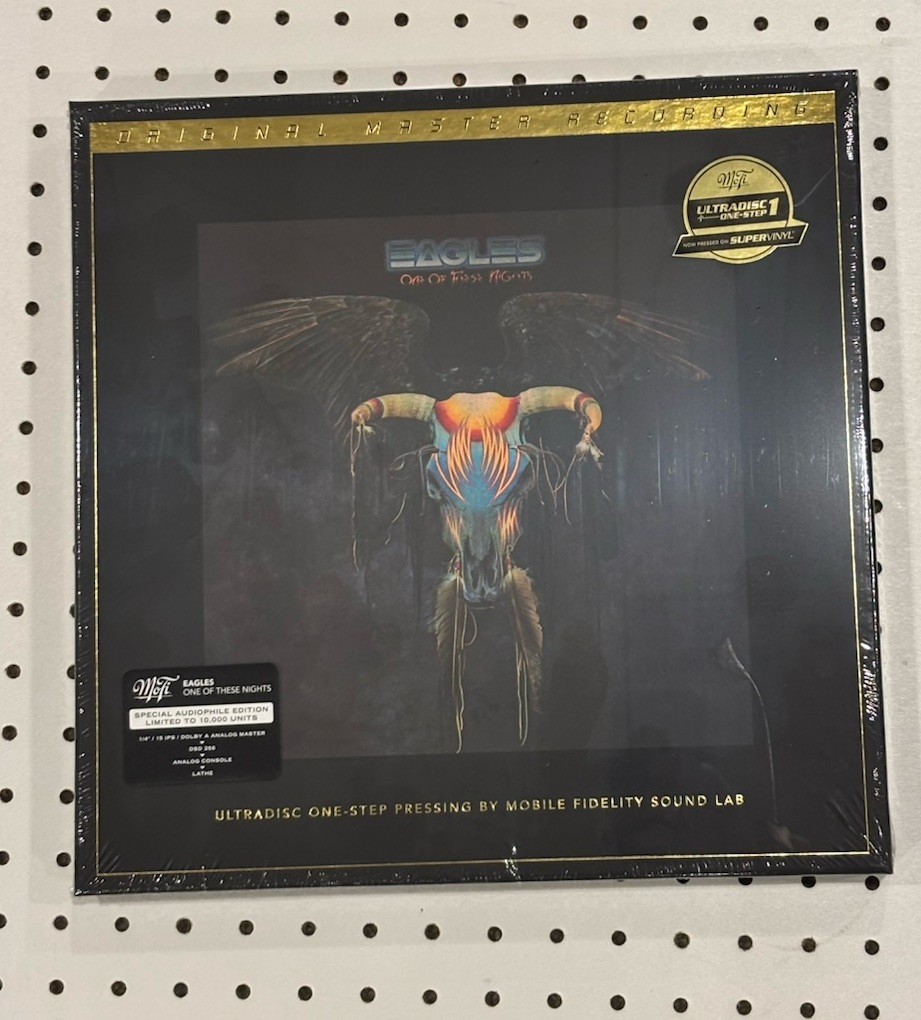 ORIGINAL MASTER RECORDING
MoFi
ULTRADISC
ONE-STEP 1
NOW PRESSED ON SUPERVINYL
EAGLES
ONE OF THESE NIGHTS
MoFi
EAGLES
ONE OF THESE NIGHTS
SPECIAL AUDIOPHILE EDITION
LIMITED TO 10,000 UNITS
1/4" / 15 IPS / DOLBY A ANALOG MASTER
DSD 256
ANALOG CONSOLE
LATHE
ULTRADISC ONE-STEP PRESSING BY MOBILE FIDELITY SOUND LAB